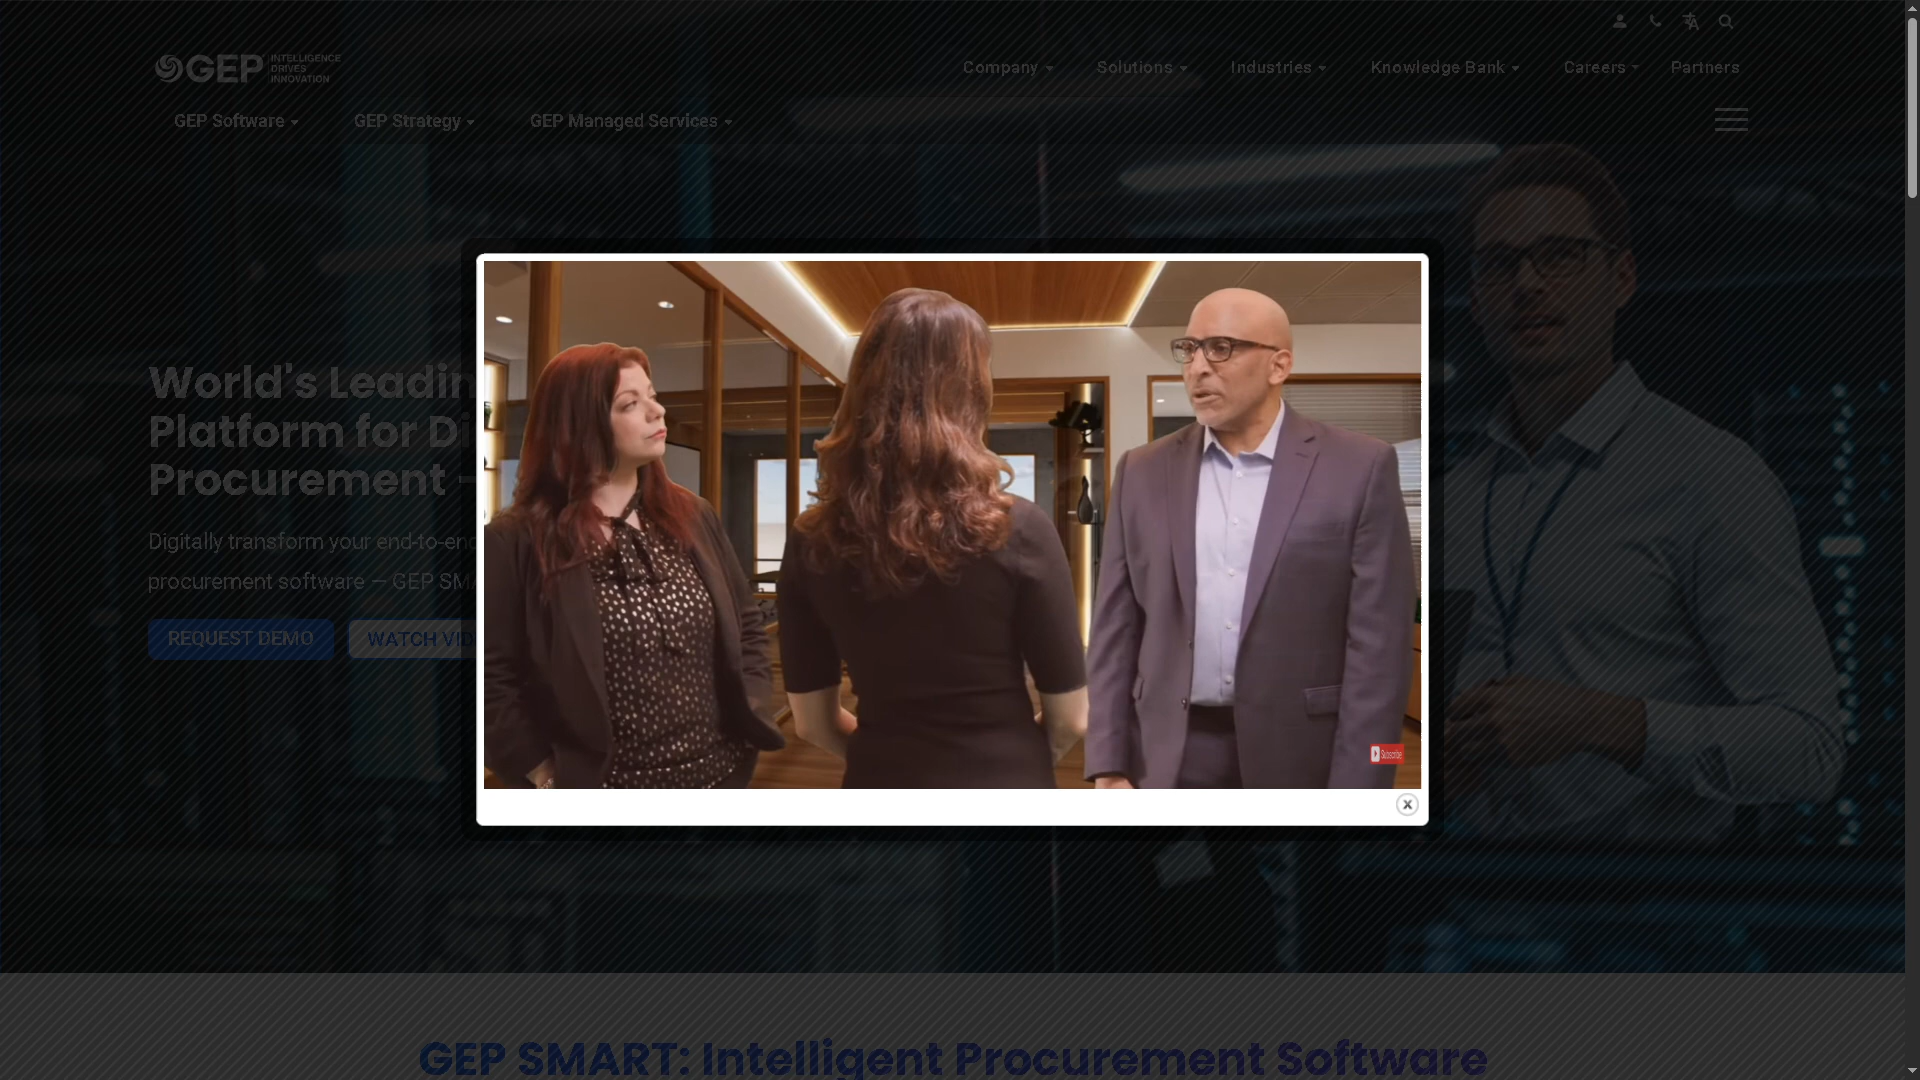 GEP INTELLIGENCE
DRIVES
INNOVATION
Company
Solutions
Industries
Knowledge Bank
Careers
Partners
GEP Software
GEP Strategy
GEP Managed Services
World's Leadin
Platform for Di
Procurement –
Digitally transform your end-to-end
procurement software — GEP SMA
REQUEST DEMO
WATCH VID
Subscribe
GEP SMART: Intelligent Procurement Software